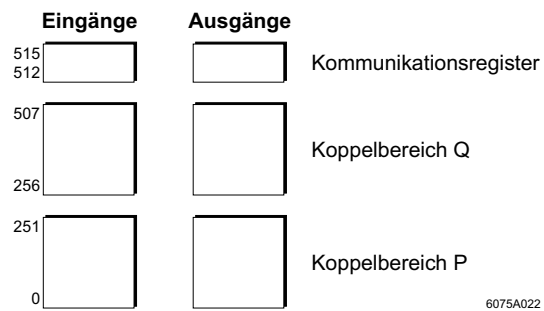 Eingänge Ausgänge
515
512
Kommunikationsregister
507
Koppelbereich Q
256
251
Koppelbereich P
0
6075A022